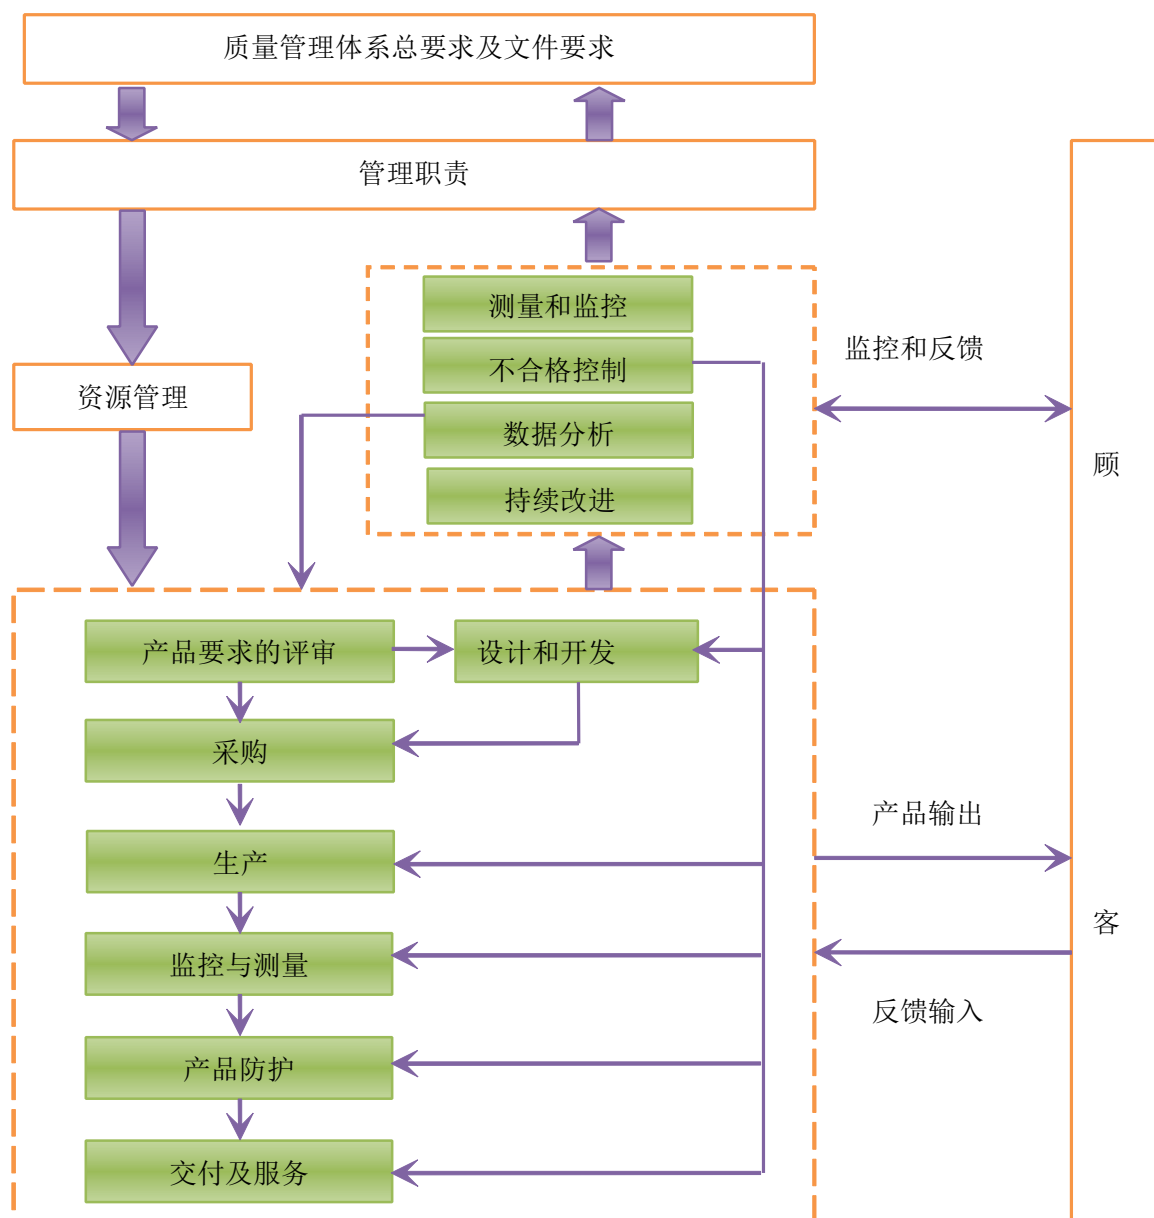 质量管理体系总要求及文件要求
管理职责
测量和监控
不合格控制
监控和反馈
资源管理
数据分析
顾
持续改进
产品要求的评审
设计和开发
采购
产品输出
生产
客
监控与测量
反馈输入
产品防护
交付及服务